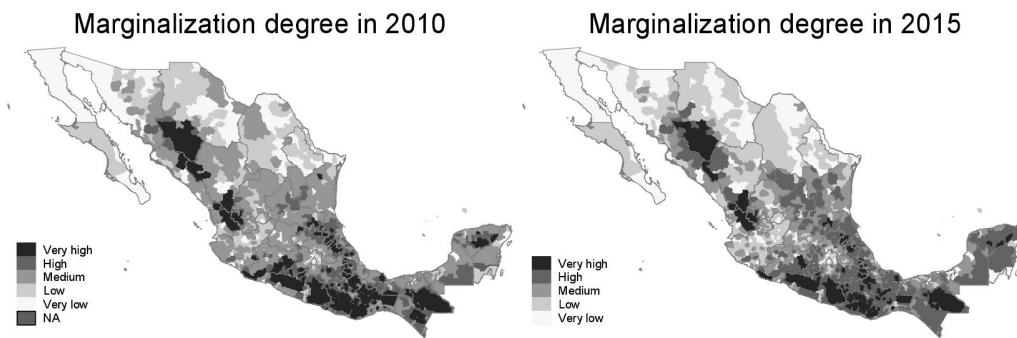 Marginalization degree in 2010
Very high
High
Medium
Low
Very low
NA
Marginalization degree in 2015
Very high
High
Medium
Low
Very low